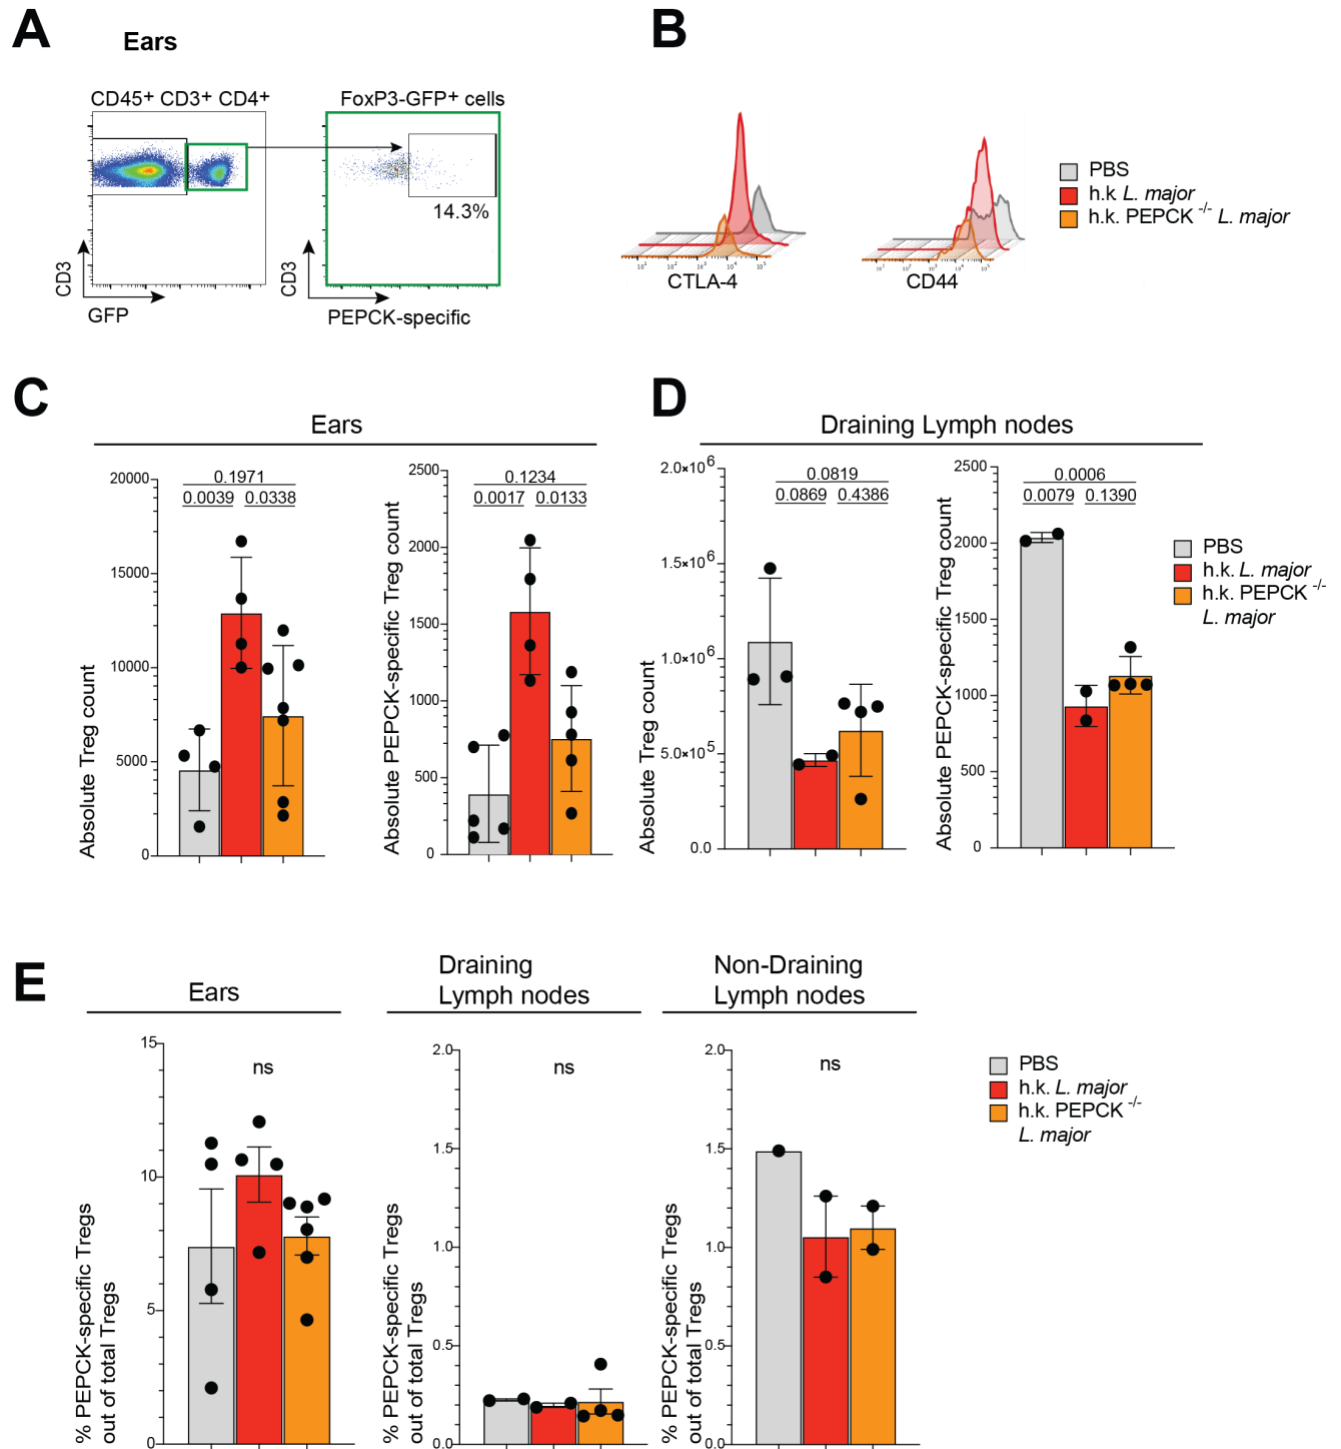 A
Ears
CD45+ CD3+ CD4+
FoxP3-GFP+ cells
14.3%
CD3
GFP
CD3
PEPCK-specific
B
CTLA-4
CD44
PBS
h.k L. major
h.k. PEPCK -/- L. major
C
Ears
Absolute Treg count
20000
15000
10000
5000
0
0.1971
0.0039
0.0338
Absolute PEPCK-specific Treg count
2500
2000
1500
1000
500
0
0.1234
0.0017
0.0133
D
Draining Lymph nodes
Absolute Treg count
2.0×10⁶
1.5×10⁶
1.0×10⁶
5.0×10⁵
0.0
0.0819
0.0869
0.4386
Absolute PEPCK-specific Treg count
2500
2000
1500
1000
500
0
0.0006
0.0079
0.1390
PBS
h.k. L. major
h.k. PEPCK -/-
L. major
E
Ears
% PEPCK-specific Tregs
out of total Tregs
15
10
5
0
ns
Draining
Lymph nodes
% PEPCK-specific Tregs
out of total Tregs
2.0
1.5
1.0
0.5
0.0
ns
Non-Draining
Lymph nodes
% PEPCK-specific Tregs
out of total Tregs
2.0
1.5
1.0
0.5
0.0
ns
PBS
h.k. L. major
h.k. PEPCK -/-
L. major